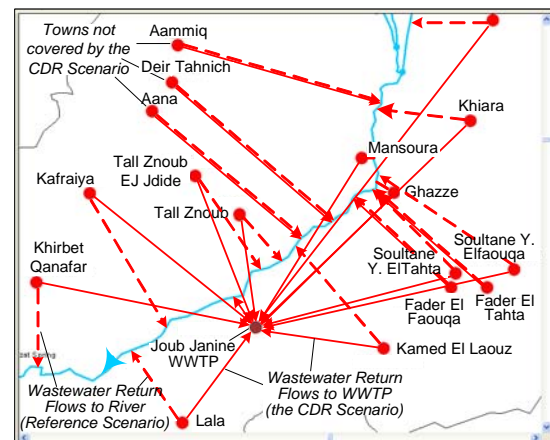 Towns not
covered by the
CDR Scenario
Aammiq
Deir Tahnich
Aana
Khiara
Mansoura
Tall Znoub
EJ Jdide
Kafraiya
Ghazze
Tall Znoub
Khirbet
Qanafar
Soultane
Y. ElTahta
Soultane Y.
Elfaouqa
Fader El
Faouqa
Fader El
Tahta
Joub Janine
WWTP
Kamed El Laouz
Wastewater Return
Flows to River
(Reference Scenario)
Wastewater Return
Flows to WWTP
(the CDR Scenario)
Lala